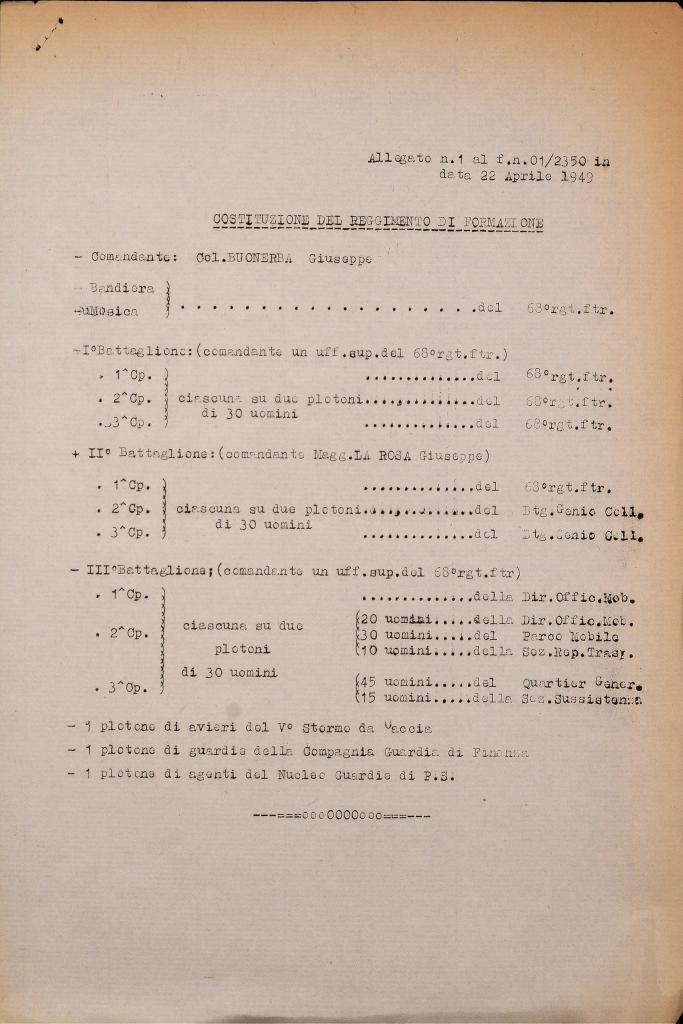 Allegato n.1 al f.n.01/2350 in
data 22 Aprile 1949
COSTITUZIONE DEL REGGIMENTO DI FORMAZIONE
- Comandante: Col.BUONERBA Giuseppe
- Bandiera
- Musica } . . . . . . . . . . . . . . . . . . . .del 68°rgt.ftr.
-I°Battaglione:(comandante un uff.sup.del 68°rgt.ftr.)
. 1^Cp. ) ..............del 68°rgt.ftr.
. 2^Cp. ciascuna su due plotoni..............del 68°rgt.ftr.
di 30 uomini
. 3^Cp. ) ..............del 68°rgt.ftr.
+ II° Battaglione:(comandante Magg.LA ROSA Giuseppe)
. 1^Cp. ) ..............del 68°rgt.ftr.
. 2^Cp. ciascuna su due plotoni..............del Btg.Genio Coll.
di 30 uomini
. 3^Cp. ) ..............del Btg.Genio Coll.
- III°Battaglione;(comandante un uff.sup.del 68°rgt.ftr)
. 1^Cp. ) ..............della Dir.Offic.Mob.
(20 uomini.....della Dir.Offic.Mob.
. 2^Cp. ciascuna su due (30 uomini.....del Parco Mobile
plotoni (10 uomini.....della Sez.Rep.Trasp.
di 30 uomini
. 3^Cp. ) (45 uomini.....del Quartier Gener.
(15 uomini.....della Sez.Sussistenza
- 1 plotone di avieri del V° Stormo da Caccia
- 1 plotone di guardie della Compagnia Guardia di Finanza
- 1 plotone di agenti del Nucleo Guardie di P.S.
---===ooo0000ooo===---